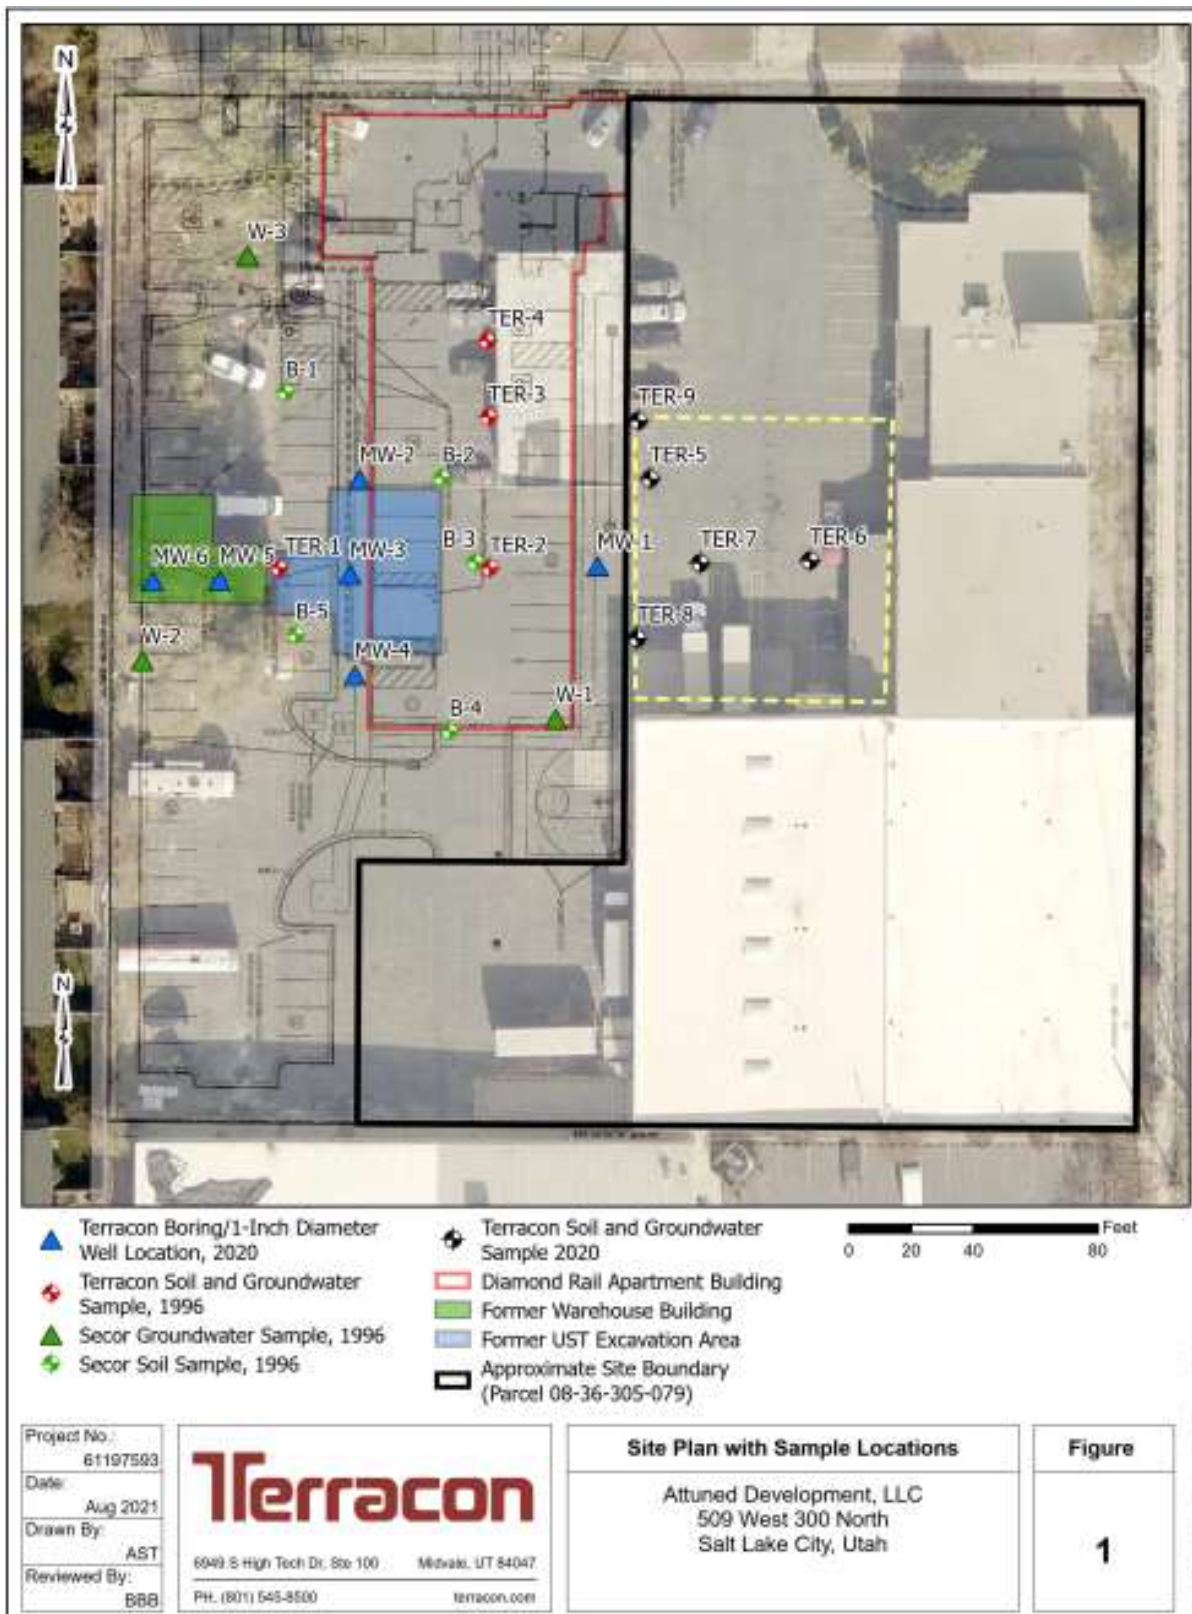 N
W-3
TER-4
B-1
TER-3
TER-9
MW-2
B-2
TER-5
MW-6
MW-5
TER-1
MW-3
B-3
TER-2
MW-1
TER-7
TER-6
B-5
TER-8
W-2
MW-4
W-1
B-4
N
Terracon Boring/1-Inch Diameter
Well Location, 2020
Terracon Soil and Groundwater
Sample, 1996
Secor Groundwater Sample, 1996
Secor Soil Sample, 1996
Terracon Soil and Groundwater
Sample 2020
Diamond Rail Apartment Building
Former Warehouse Building
Former UST Excavation Area
Approximate Site Boundary
(Parcel 08-36-305-079)
Feet
0 20 40 80
Project No.:
61197593
Date:
Aug 2021
Drawn By:
AST
Reviewed By:
BBB
Terracon
6949 S High Tech Dr, Ste 100 Midvale, UT 84047
PH. (801) 545-8500 terracon.com
Site Plan with Sample Locations
Attuned Development, LLC
509 West 300 North
Salt Lake City, Utah
Figure
1